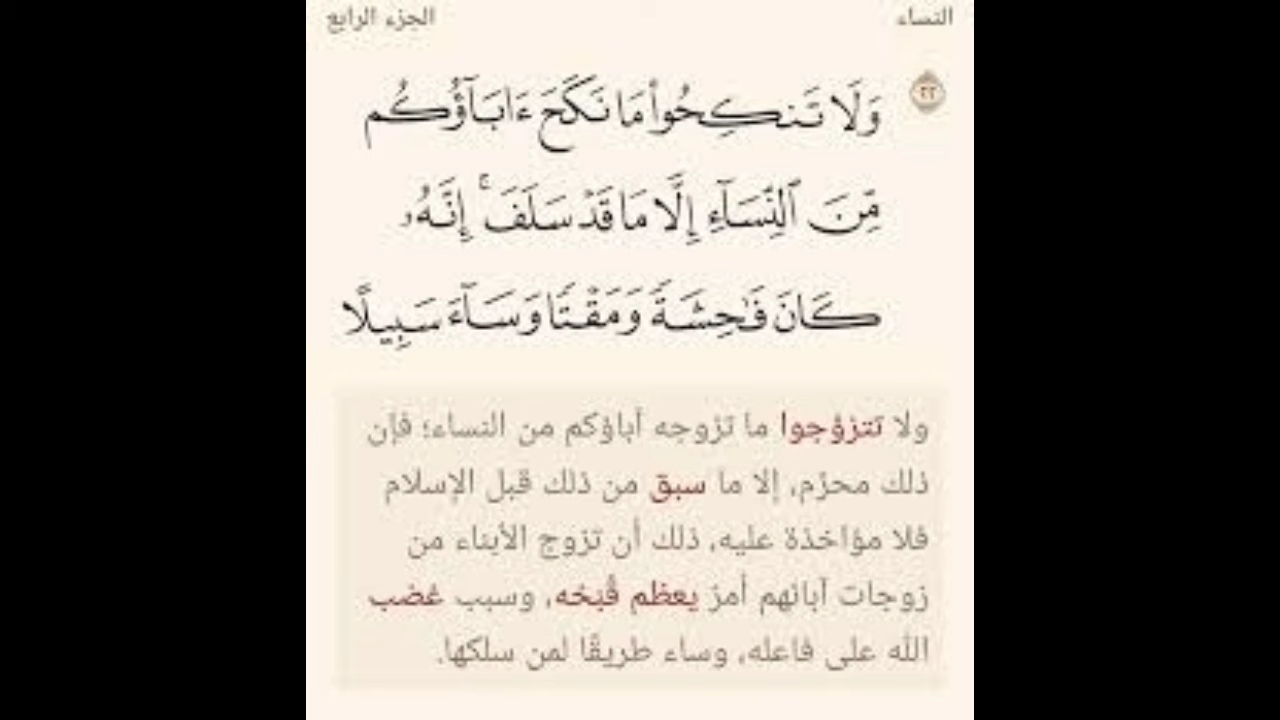 النساء الجزء الرابع
٢٢
وَلَا تَنكِحُوا۟ مَا نَكَحَ ءَابَآؤُكُم
مِّنَ ٱلنِّسَآءِ إِلَّا مَا قَدْ سَلَفَ ۚ إِنَّهُۥ
كَانَ فَـٰحِشَةً وَمَقْتًا وَسَآءَ سَبِيلًا
ولا تتزوَّجوا ما تزوجه آباؤكم من النساء؛ فإن
ذلك محرَّم، إلا ما سبق من ذلك قبل الإسلام
فلا مؤاخذة عليه، ذلك أن تزوج الأبناء من
زوجات آبائهم أمرٌ يعظم قُبْحُه، وسبب غضب
الله على فاعله، وساء طريقًا لمن سلكها.